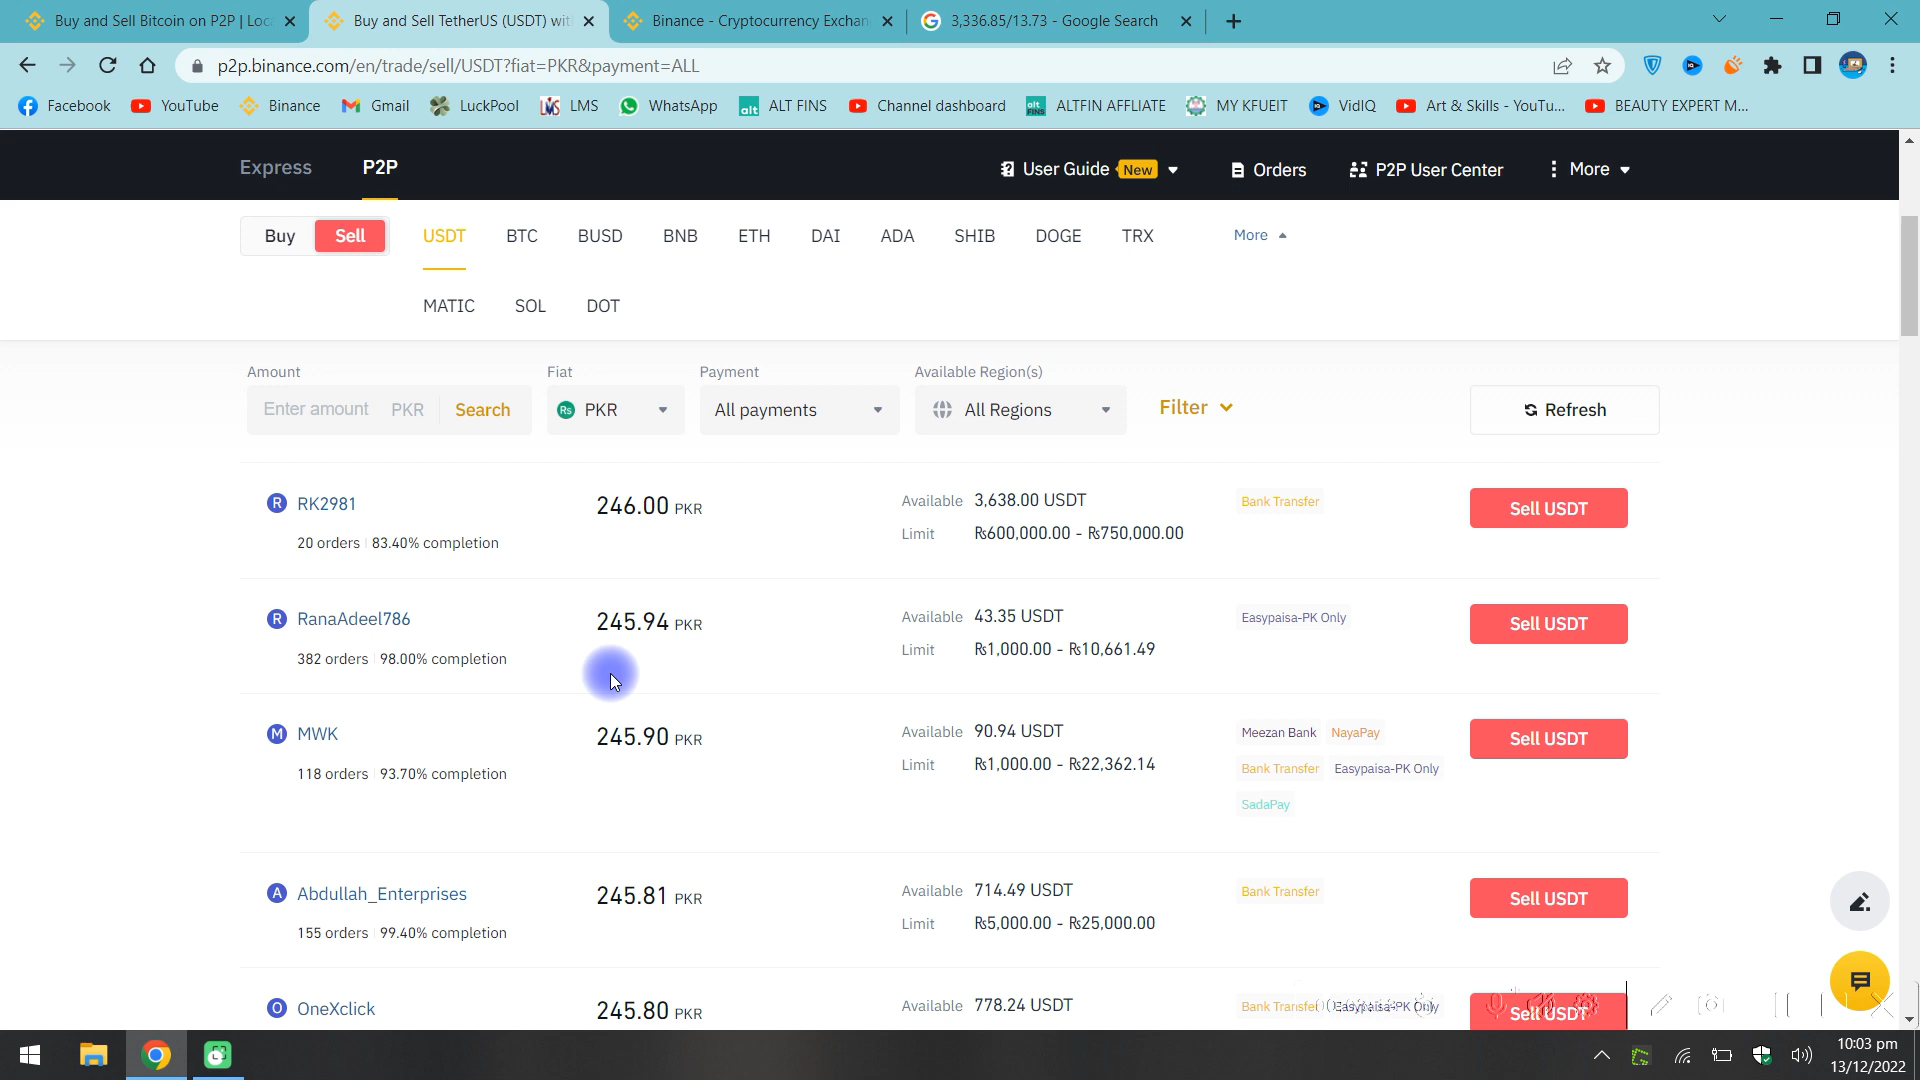 Buy and Sell Bitcoin on P2P | Loc
Buy and Sell TetherUS (USDT) wit
Binance - Cryptocurrency Exchan
3,336.85/13.73 - Google Search
p2p.binance.com/en/trade/sell/USDT?fiat=PKR&payment=ALL
Facebook YouTube Binance Gmail LuckPool LMS WhatsApp ALT FINS Channel dashboard ALTFIN AFFLIATE MY KFUEIT VidIQ Art & Skills - YouTu... BEAUTY EXPERT M...
Express P2P User Guide New Orders P2P User Center More
Buy Sell USDT BTC BUSD BNB ETH DAI ADA SHIB DOGE TRX More
MATIC SOL DOT
Amount Fiat Payment Available Region(s)
Enter amount PKR Search PKR All payments All Regions Filter Refresh
R RK2981 246.00 PKR Available 3,638.00 USDT Bank Transfer Sell USDT
20 orders 83.40% completion Limit ₨600,000.00 - ₨750,000.00
R RanaAdeel786 245.94 PKR Available 43.35 USDT Easypaisa-PK Only Sell USDT
382 orders 98.00% completion Limit ₨1,000.00 - ₨10,661.49
M MWK 245.90 PKR Available 90.94 USDT Meezan Bank NayaPay Sell USDT
118 orders 93.70% completion Limit ₨1,000.00 - ₨22,362.14 Bank Transfer Easypaisa-PK Only
SadaPay
A Abdullah_Enterprises 245.81 PKR Available 714.49 USDT Bank Transfer Sell USDT
155 orders 99.40% completion Limit ₨5,000.00 - ₨25,000.00
O OneXclick 245.80 PKR Available 778.24 USDT Bank Transfer Easypaisa-PK Only Sell USDT
10:03 pm
13/12/2022